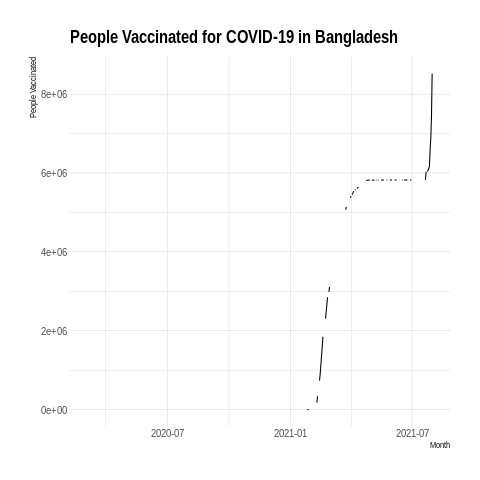 People Vaccinated for COVID-19 in Bangladesh
People Vaccinated
8e+06
6e+06
4e+06
2e+06
0e+00
2020-07
2021-01
2021-07
Month